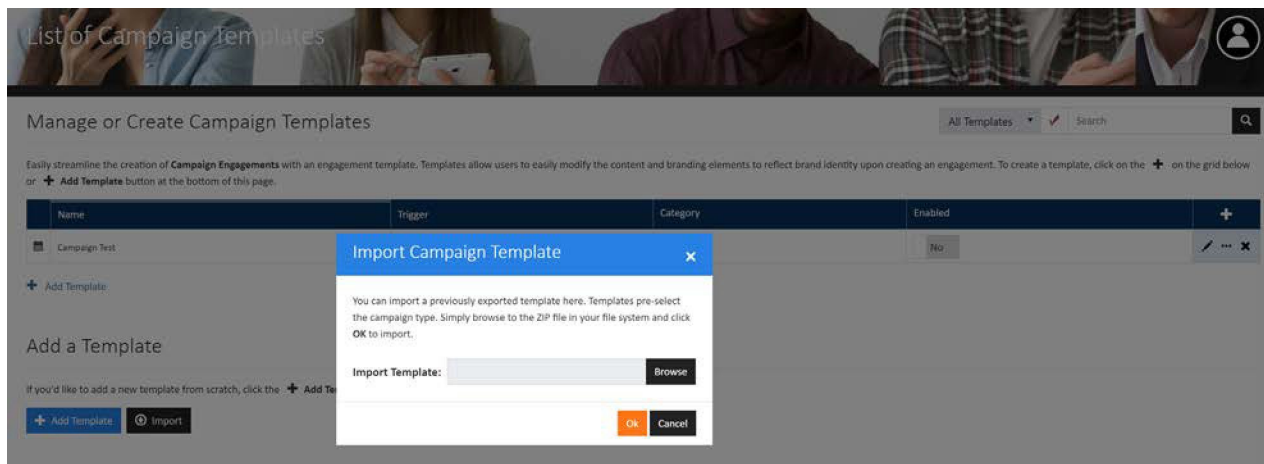 List of Campaign Templates
Manage or Create Campaign Templates
All Templates
Search
Easily streamline the creation of Campaign Engagements with an engagement template. Templates allow users to easily modify the content and branding elements to reflect brand identity upon creating an engagement. To create a template, click on the + on the grid below
or + Add Template button at the bottom of this page.
Name Trigger Category Enabled +
Campaign Test No
+ Add Template
Import Campaign Template ×
You can import a previously exported template here. Templates pre-select
the campaign type. Simply browse to the ZIP file in your file system and click
OK to import.
Import Template: Browse
Ok Cancel
Add a Template
If you'd like to add a new template from scratch, click the + Add Te
+ Add Template Import